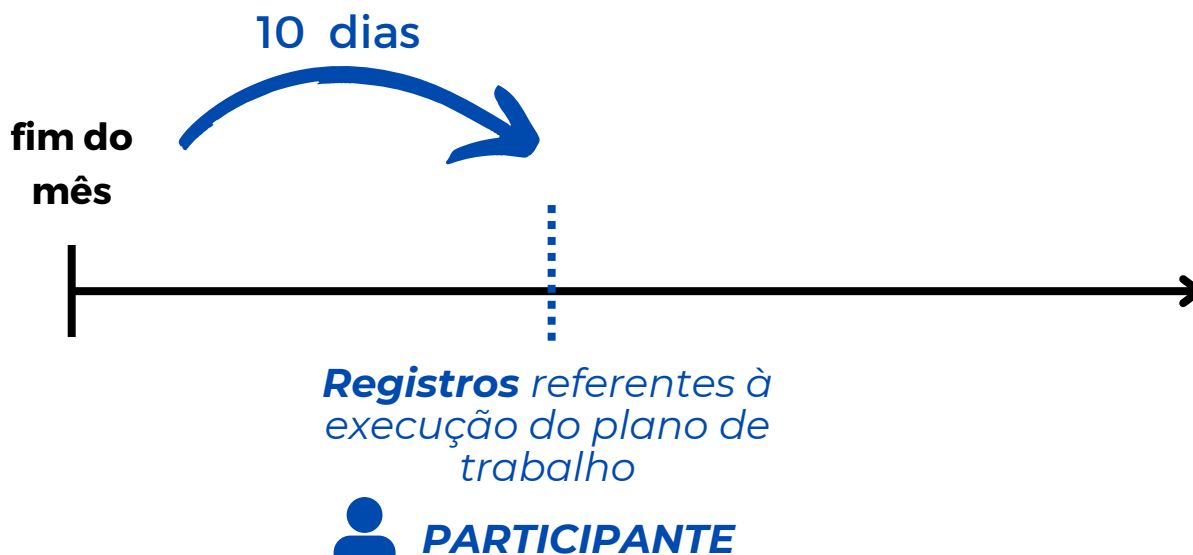 10 dias
fim do
mês
Registros referentes à
execução do plano de
trabalho
PARTICIPANTE